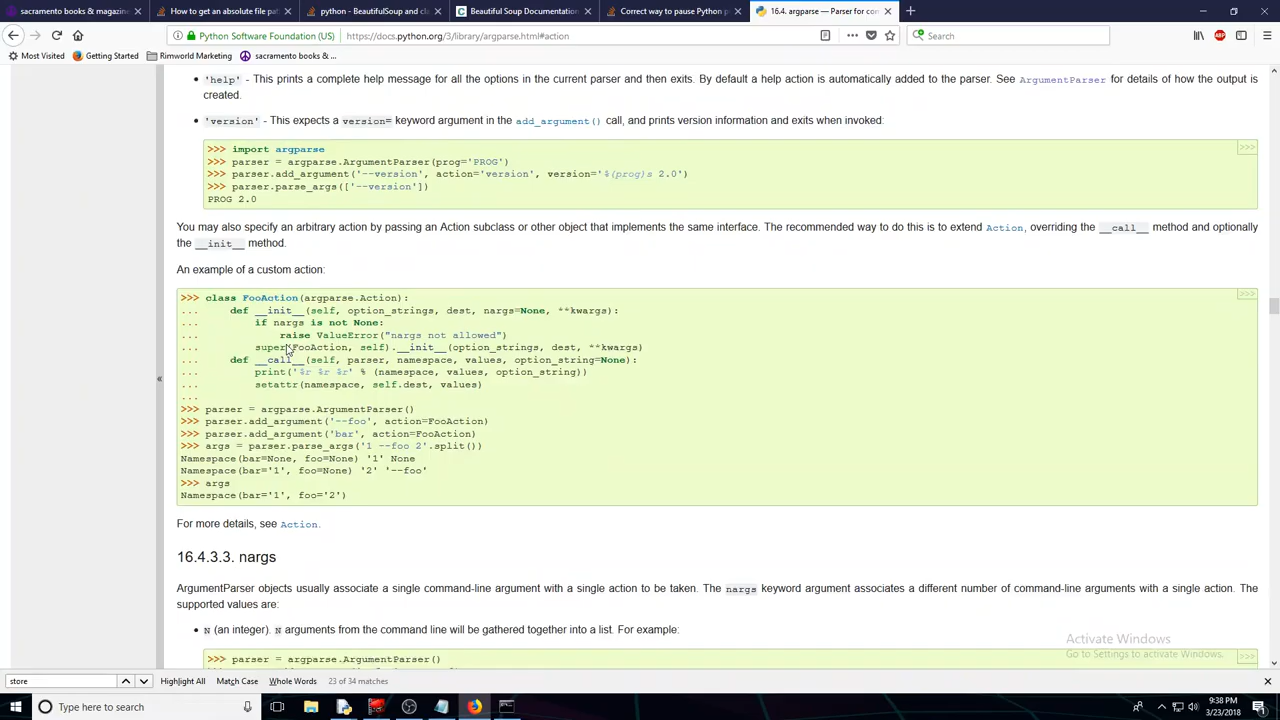 sacramento books & magazine
How to get an absolute file pat
python - BeautifulSoup and cla
Beautiful Soup Documentation
Correct way to pause Python p
16.4. argparse — Parser for con
Python Software Foundation (US)
https://docs.python.org/3/library/argparse.html#action
Search
ABP
Most Visited
Getting Started
Rimworld Marketing
sacramento books & ...
'help' - This prints a complete help message for all the options in the current parser and then exits. By default a help action is automatically added to the parser. See ArgumentParser for details of how the output is
created.
'version' - This expects a version= keyword argument in the add_argument() call, and prints version information and exits when invoked:
>>>
>>> import argparse
>>> parser = argparse.ArgumentParser(prog='PROG')
>>> parser.add_argument('--version', action='version', version='%(prog)s 2.0')
>>> parser.parse_args(['--version'])
PROG 2.0
You may also specify an arbitrary action by passing an Action subclass or other object that implements the same interface. The recommended way to do this is to extend Action, overriding the __call__ method and optionally
the __init__ method.
An example of a custom action:
>>>
>>> class FooAction(argparse.Action):
... def __init__(self, option_strings, dest, nargs=None, **kwargs):
... if nargs is not None:
... raise ValueError("nargs not allowed")
... super(FooAction, self).__init__(option_strings, dest, **kwargs)
... def __call__(self, parser, namespace, values, option_string=None):
... print('%r %r %r' % (namespace, values, option_string))
... setattr(namespace, self.dest, values)
...
>>> parser = argparse.ArgumentParser()
>>> parser.add_argument('--foo', action=FooAction)
>>> parser.add_argument('bar', action=FooAction)
>>> args = parser.parse_args('1 --foo 2'.split())
Namespace(bar=None, foo=None) '1' None
Namespace(bar='1', foo=None) '2' '--foo'
>>> args
Namespace(bar='1', foo='2')
For more details, see Action.
16.4.3.3. nargs
ArgumentParser objects usually associate a single command-line argument with a single action to be taken. The nargs keyword argument associates a different number of command-line arguments with a single action. The
supported values are:
N (an integer). N arguments from the command line will be gathered together into a list. For example:
>>>
>>> parser = argparse.ArgumentParser()
Activate Windows
Go to Settings to activate Windows.
store
Highlight All
Match Case
Whole Words
23 of 34 matches
Type here to search
9:38 PM
3/23/2018